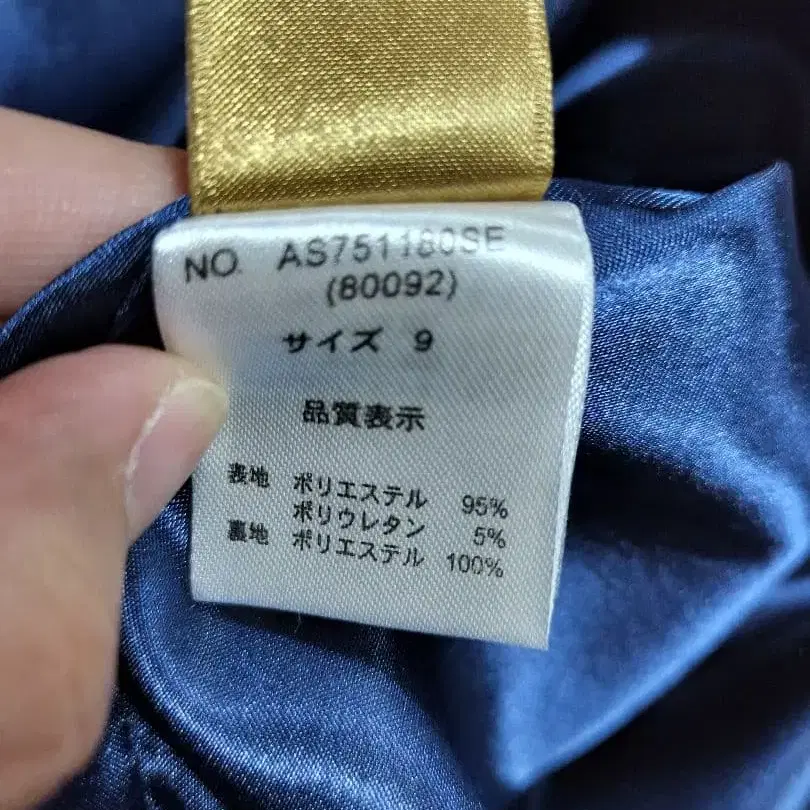 NO. AS751180SE
(80092)
サイズ 9
品質表示
表地 ポリエステル 95%
ポリウレタン 5%
裏地 ポリエステル 100%